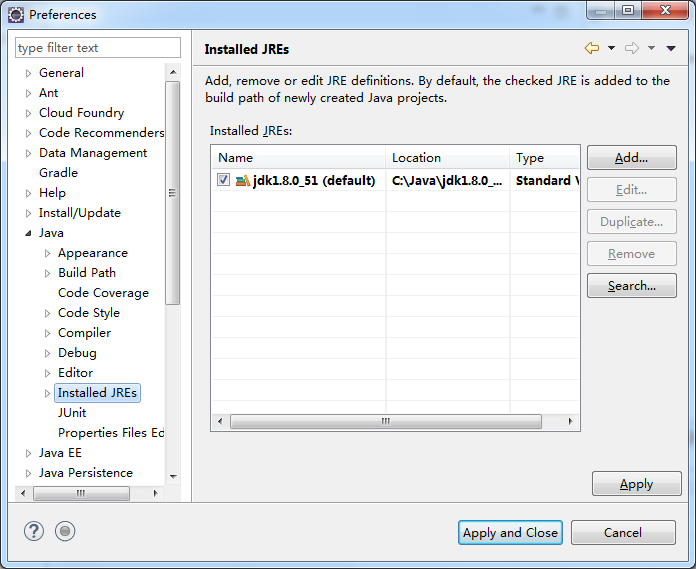 Preferences
type filter text
General
Ant
Cloud Foundry
Code Recommenders
Data Management
Gradle
Help
Install/Update
Java
Appearance
Build Path
Code Coverage
Code Style
Compiler
Debug
Editor
Installed JREs
JUnit
Properties Files Ed
Java EE
Java Persistence
Installed JREs
Add, remove or edit JRE definitions. By default, the checked JRE is added to the
build path of newly created Java projects.
Installed JREs:
Name Location Type
jdk1.8.0_51 (default) C:\Java\jdk1.8.0_... Standard V
Add...
Edit...
Duplicate...
Remove
Search...
Apply
Apply and Close Cancel